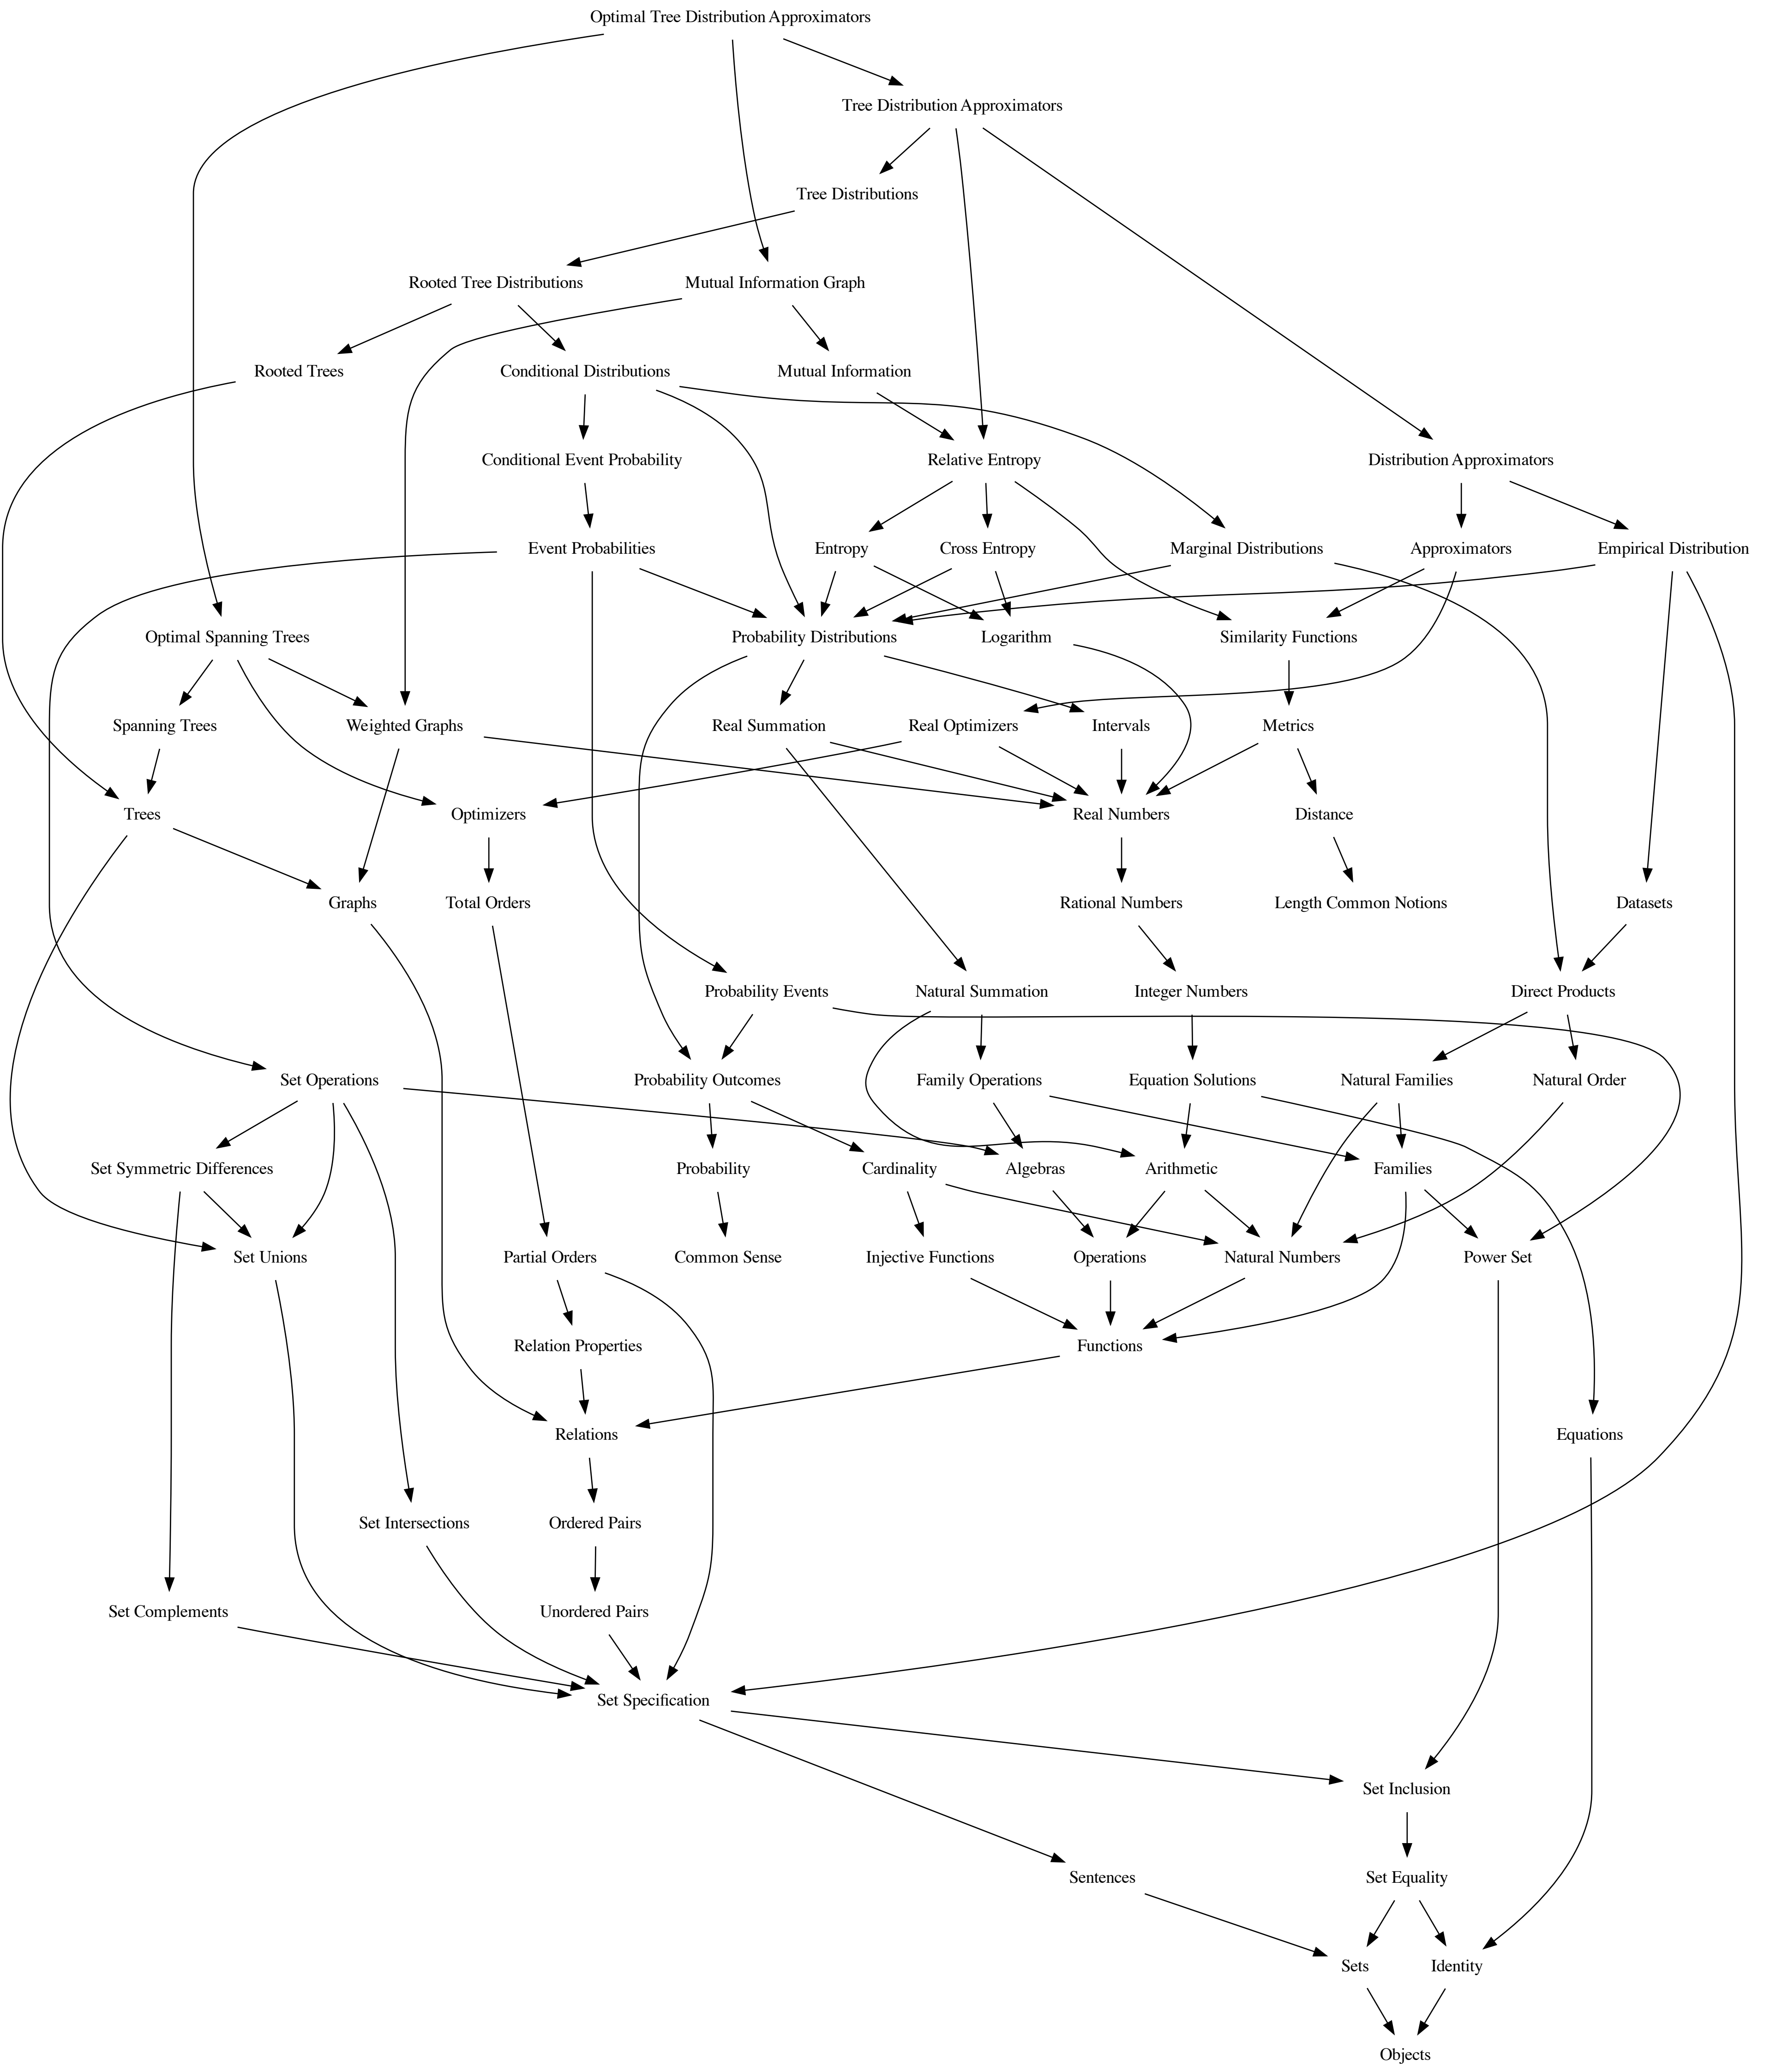 Optimal Tree Distribution Approximators
Tree Distribution Approximators
Tree Distributions
Rooted Tree Distributions
Mutual Information Graph
Rooted Trees
Conditional Distributions
Mutual Information
Conditional Event Probability
Relative Entropy
Distribution Approximators
Event Probabilities
Entropy
Cross Entropy
Marginal Distributions
Approximators
Empirical Distribution
Optimal Spanning Trees
Probability Distributions
Logarithm
Similarity Functions
Spanning Trees
Weighted Graphs
Real Summation
Real Optimizers
Intervals
Metrics
Trees
Optimizers
Real Numbers
Distance
Graphs
Total Orders
Rational Numbers
Length Common Notions
Datasets
Probability Events
Natural Summation
Integer Numbers
Direct Products
Set Operations
Probability Outcomes
Family Operations
Equation Solutions
Natural Families
Natural Order
Set Symmetric Differences
Probability
Cardinality
Algebras
Arithmetic
Families
Set Unions
Partial Orders
Common Sense
Injective Functions
Operations
Natural Numbers
Power Set
Relation Properties
Functions
Relations
Equations
Set Intersections
Ordered Pairs
Set Complements
Unordered Pairs
Set Specification
Set Inclusion
Sentences
Set Equality
Sets
Identity
Objects